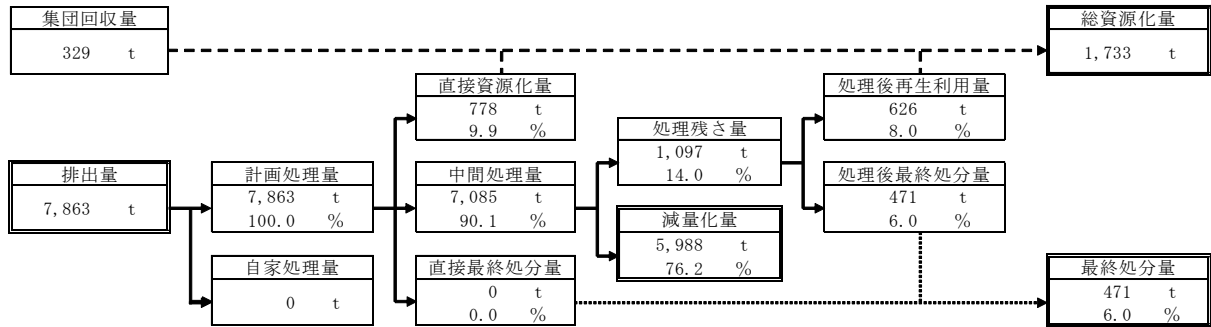 集団回収量
329 t
総資源化量
1,733 t
直接資源化量
778 t
9.9 %
処理後再生利用量
626 t
8.0 %
処理残さ量
1,097 t
14.0 %
排出量
7,863 t
計画処理量
7,863 t
100.0 %
中間処理量
7,085 t
90.1 %
処理後最終処分量
471 t
6.0 %
減量化量
5,988 t
76.2 %
自家処理量
0 t
直接最終処分量
0 t
0.0 %
最終処分量
471 t
6.0 %